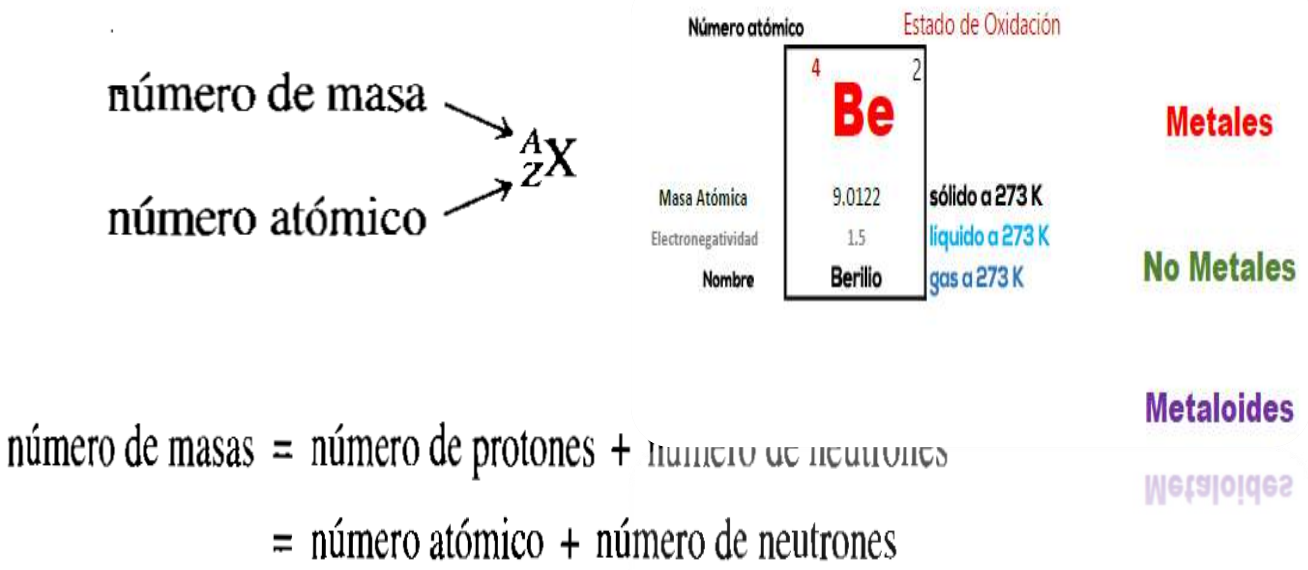 número de masa
número atómico
A
Z X
Número atómico
Estado de Oxidación
4 2
Be
Masa Atómica 9.0122 sólido a 273 K
Electronegatividad 1.5 liquido a 273 K
Nombre Berilio gas a 273 K
Metales
No Metales
Metaloides
número de masas = número de protones + número de neutrones
= número atómico + número de neutrones
Metaloides